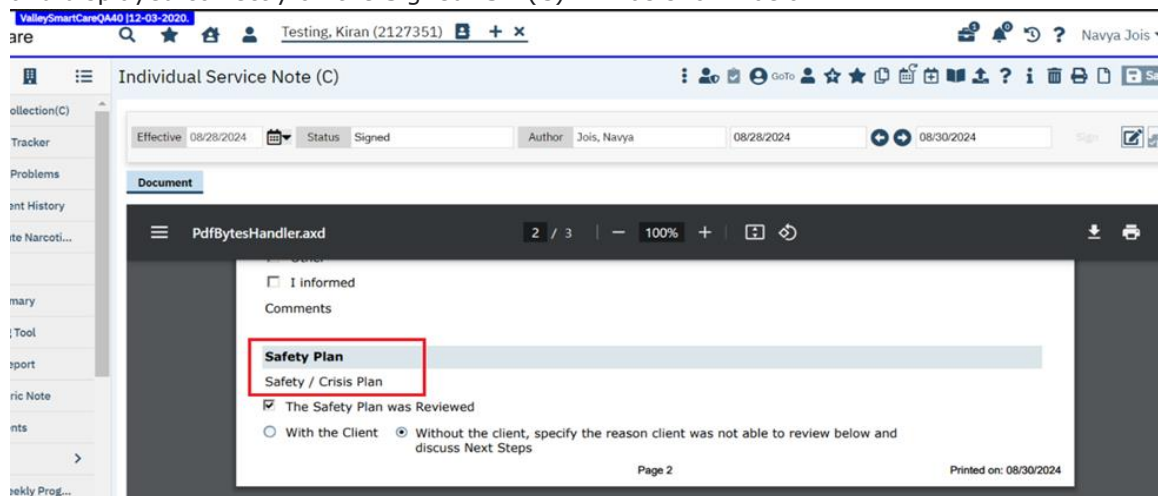 ValleySmartCareQA40 |12-03-2020.
are
Testing, Kiran (2127351)
Navya Jois
Individual Service Note (C)
GoTo
ollection(C)
Tracker
Problems
ent History
te Narcoti...
mary
Tool
eport
ric Note
nts
eekly Prog...
Effective 08/28/2024 Status Signed Author Jois, Navya 08/28/2024 08/30/2024 Sign
Document
PdfBytesHandler.axd 2 / 3 100%
Other
I informed
Comments
Safety Plan
Safety / Crisis Plan
The Safety Plan was Reviewed
With the Client Without the client, specify the reason client was not able to review below and
discuss Next Steps
Page 2 Printed on: 08/30/2024